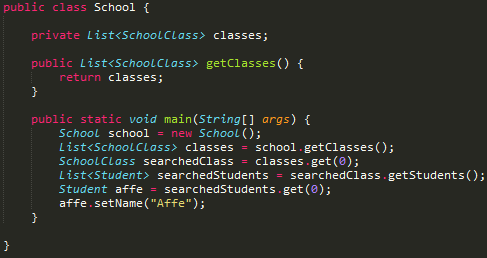 public class School {
private List<SchoolClass> classes;
public List<SchoolClass> getClasses() {
return classes;
}
public static void main(String[] args) {
School school = new School();
List<SchoolClass> classes = school.getClasses();
SchoolClass searchedClass = classes.get(0);
List<Student> searchedStudents = searchedClass.getStudents();
Student affe = searchedStudents.get(0);
affe.setName("Affe");
}
}